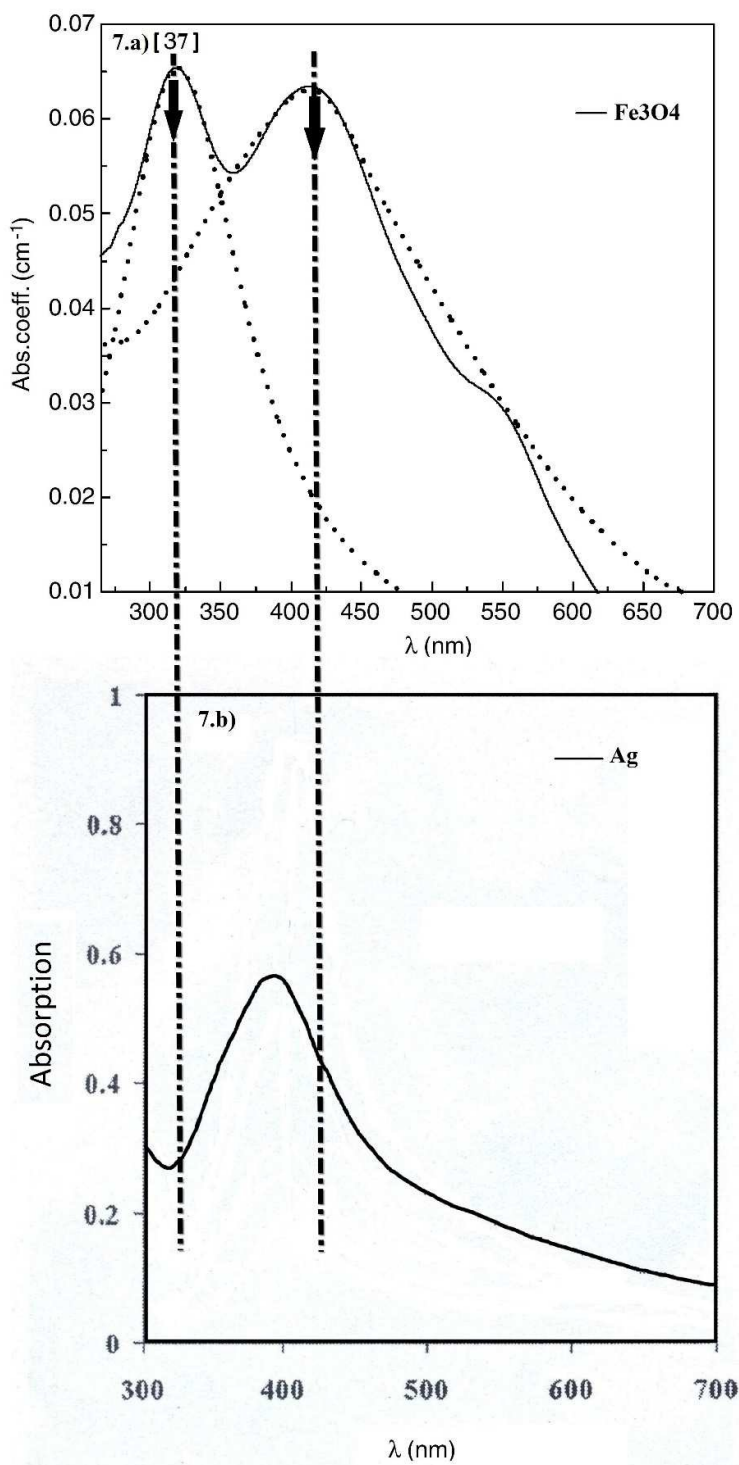 0.07
7.a) [37]
0.06
Fe3O4
0.05
Abs.coeff. (cm-1)
0.04
0.03
0.02
0.01
300 350 400 450 500 550 600 650 700
λ (nm)
1
7.b)
Ag
0.8
0.6
Absorption
0.4
0.2
0
300 400 500 600 700
λ (nm)